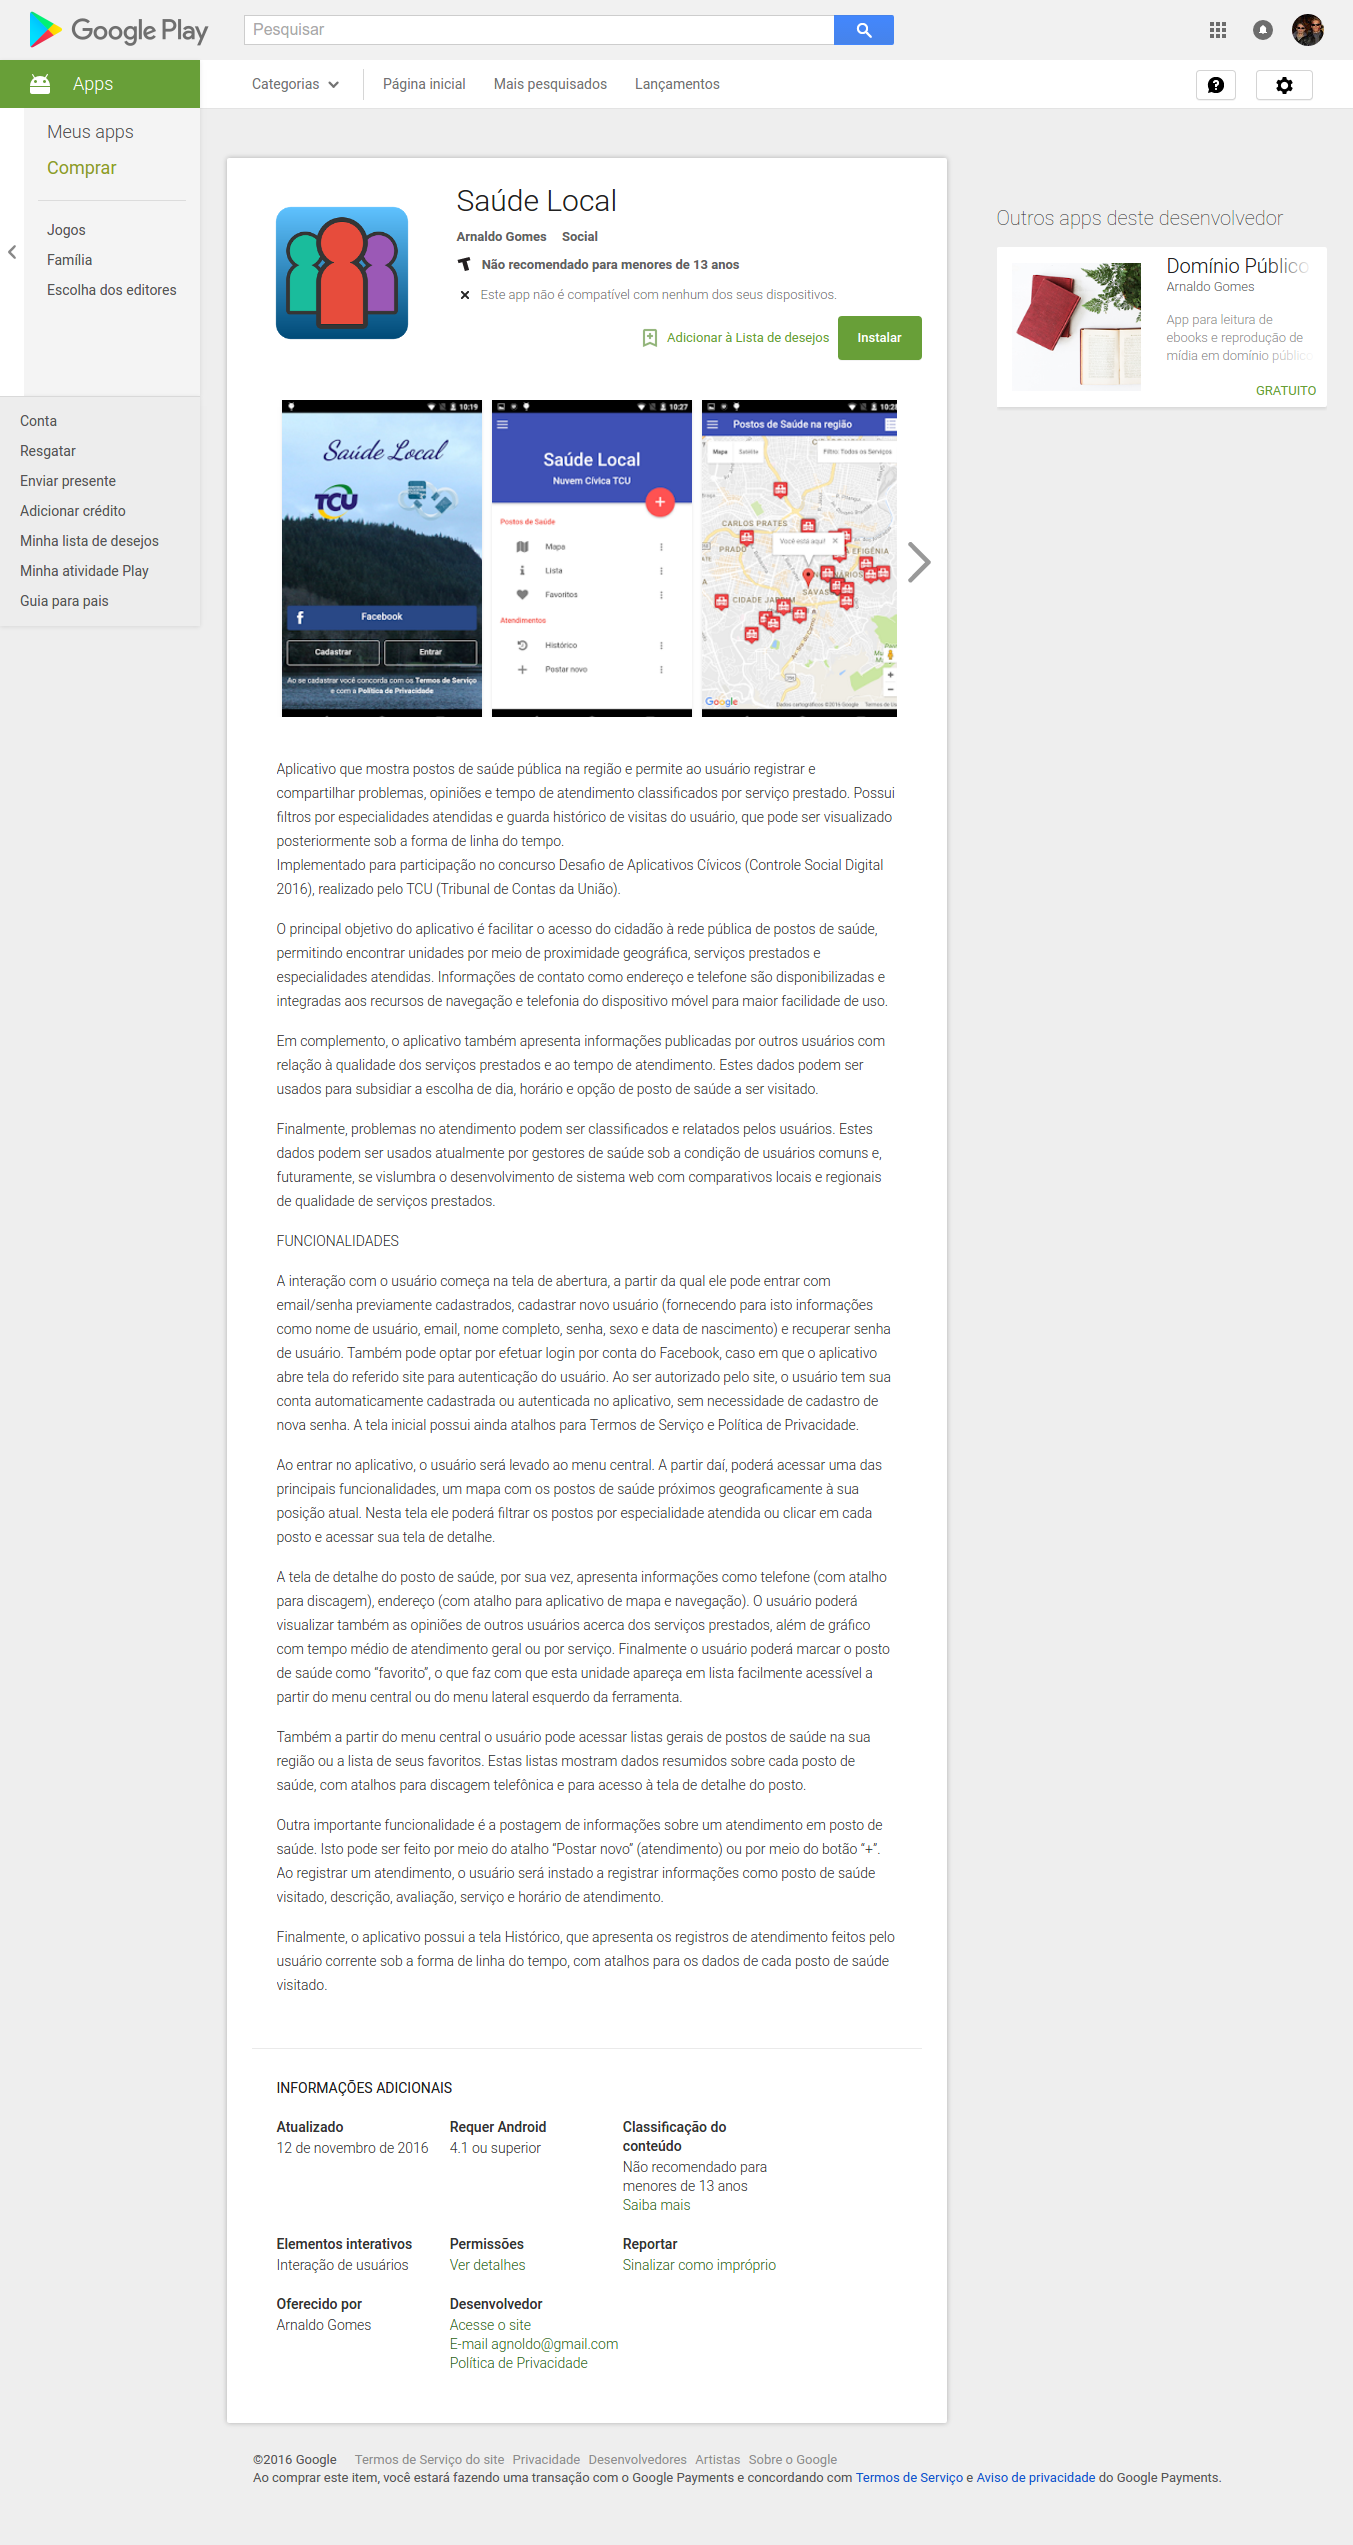 Google Play
Pesquisar
Apps
Categorias
Página inicial
Mais pesquisados
Lançamentos
Meus apps
Comprar
Jogos
Família
Escolha dos editores
Conta
Resgatar
Enviar presente
Adicionar crédito
Minha lista de desejos
Minha atividade Play
Guia para pais
Saúde Local
Arnaldo Gomes Social
Não recomendado para menores de 13 anos
Este app não é compatível com nenhum dos seus dispositivos.
Adicionar à Lista de desejos
Instalar
10:19
Saúde Local
TCU
Facebook
Cadastrar
Entrar
Ao se cadastrar você concorda com os Termos de Serviço
e com a Política de Privacidade
10:27
Saúde Local
Nuvem Cívica TCU
Postos de Saúde
Mapa
Lista
Favoritos
Atendimentos
Histórico
Postar novo
10:28
Postos de Saúde na região
Mapa
Satélite
Filtro: Todos os Serviços
CARLOS PRATES
PRADO
Você está aqui!
EFIGÊNIA
SAVASS
CIDADE JARDIM
Google
Dados cartográficos ©2016 Google
Aplicativo que mostra postos de saúde pública na região e permite ao usuário registrar e
compartilhar problemas, opiniões e tempo de atendimento classificados por serviço prestado. Possui
filtros por especialidades atendidas e guarda histórico de visitas do usuário, que pode ser visualizado
posteriormente sob a forma de linha do tempo.
Implementado para participação no concurso Desafio de Aplicativos Cívicos (Controle Social Digital
2016), realizado pelo TCU (Tribunal de Contas da União).
O principal objetivo do aplicativo é facilitar o acesso do cidadão à rede pública de postos de saúde,
permitindo encontrar unidades por meio de proximidade geográfica, serviços prestados e
especialidades atendidas. Informações de contato como endereço e telefone são disponibilizadas e
integradas aos recursos de navegação e telefonia do dispositivo móvel para maior facilidade de uso.
Em complemento, o aplicativo também apresenta informações publicadas por outros usuários com
relação à qualidade dos serviços prestados e ao tempo de atendimento. Estes dados podem ser
usados para subsidiar a escolha de dia, horário e opção de posto de saúde a ser visitado.
Finalmente, problemas no atendimento podem ser classificados e relatados pelos usuários. Estes
dados podem ser usados atualmente por gestores de saúde sob a condição de usuários comuns e,
futuramente, se vislumbra o desenvolvimento de sistema web com comparativos locais e regionais
de qualidade de serviços prestados.
FUNCIONALIDADES
A interação com o usuário começa na tela de abertura, a partir da qual ele pode entrar com
email/senha previamente cadastrados, cadastrar novo usuário (fornecendo para isto informações
como nome de usuário, email, nome completo, senha, sexo e data de nascimento) e recuperar senha
de usuário. Também pode optar por efetuar login por conta do Facebook, caso em que o aplicativo
abre tela do referido site para autenticação do usuário. Ao ser autorizado pelo site, o usuário tem sua
conta automaticamente cadastrada ou autenticada no aplicativo, sem necessidade de cadastro de
nova senha. A tela inicial possui ainda atalhos para Termos de Serviço e Política de Privacidade.
Ao entrar no aplicativo, o usuário será levado ao menu central. A partir daí, poderá acessar uma das
principais funcionalidades, um mapa com os postos de saúde próximos geograficamente à sua
posição atual. Nesta tela ele poderá filtrar os postos por especialidade atendida ou clicar em cada
posto e acessar sua tela de detalhe.
A tela de detalhe do posto de saúde, por sua vez, apresenta informações como telefone (com atalho
para discagem), endereço (com atalho para aplicativo de mapa e navegação). O usuário poderá
visualizar também as opiniões de outros usuários acerca dos serviços prestados, além de gráfico
com tempo médio de atendimento geral ou por serviço. Finalmente o usuário poderá marcar o posto
de saúde como “favorito”, o que faz com que esta unidade apareça em lista facilmente acessível a
partir do menu central ou do menu lateral esquerdo da ferramenta.
Também a partir do menu central o usuário pode acessar listas gerais de postos de saúde na sua
região ou a lista de seus favoritos. Estas listas mostram dados resumidos sobre cada posto de
saúde, com atalhos para discagem telefônica e para acesso à tela de detalhe do posto.
Outra importante funcionalidade é a postagem de informações sobre um atendimento em posto de
saúde. Isto pode ser feito por meio do atalho “Postar novo” (atendimento) ou por meio do botão “+”.
Ao registrar um atendimento, o usuário será instado a registrar informações como posto de saúde
visitado, descrição, avaliação, serviço e horário de atendimento.
Finalmente, o aplicativo possui a tela Histórico, que apresenta os registros de atendimento feitos pelo
usuário corrente sob a forma de linha do tempo, com atalhos para os dados de cada posto de saúde
visitado.
INFORMAÇÕES ADICIONAIS
Atualizado
12 de novembro de 2016
Requer Android
4.1 ou superior
Classificação do
conteúdo
Não recomendado para
menores de 13 anos
Saiba mais
Elementos interativos
Interação de usuários
Permissões
Ver detalhes
Reportar
Sinalizar como impróprio
Oferecido por
Arnaldo Gomes
Desenvolvedor
Acesse o site
E-mail agnoldo@gmail.com
Política de Privacidade
Outros apps deste desenvolvedor
Domínio Público
Arnaldo Gomes
App para leitura de
ebooks e reprodução de
mídia em domínio público
GRATUITO
©2016 Google Termos de Serviço do site Privacidade Desenvolvedores Artistas Sobre o Google
Ao comprar este item, você estará fazendo uma transação com o Google Payments e concordando com Termos de Serviço e Aviso de privacidade do Google Payments.